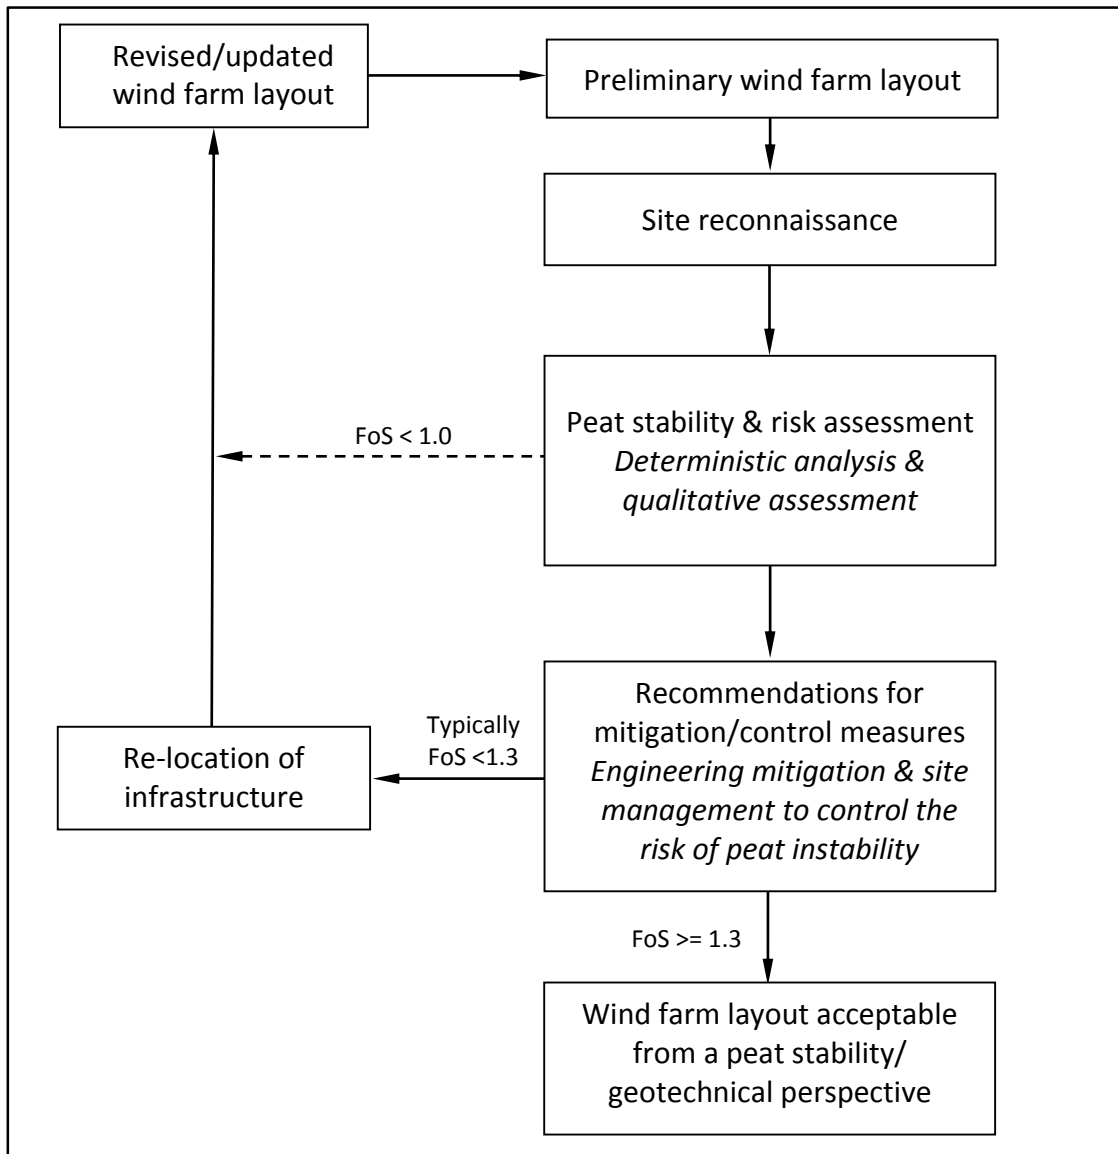 Revised/updated
wind farm layout
Preliminary wind farm layout
Site reconnaissance
FoS < 1.0
Peat stability & risk assessment
Deterministic analysis &
qualitative assessment
Recommendations for
mitigation/control measures
Engineering mitigation & site
management to control the
risk of peat instability
Typically
FoS <1.3
Re-location of
infrastructure
FoS >= 1.3
Wind farm layout acceptable
from a peat stability/
geotechnical perspective